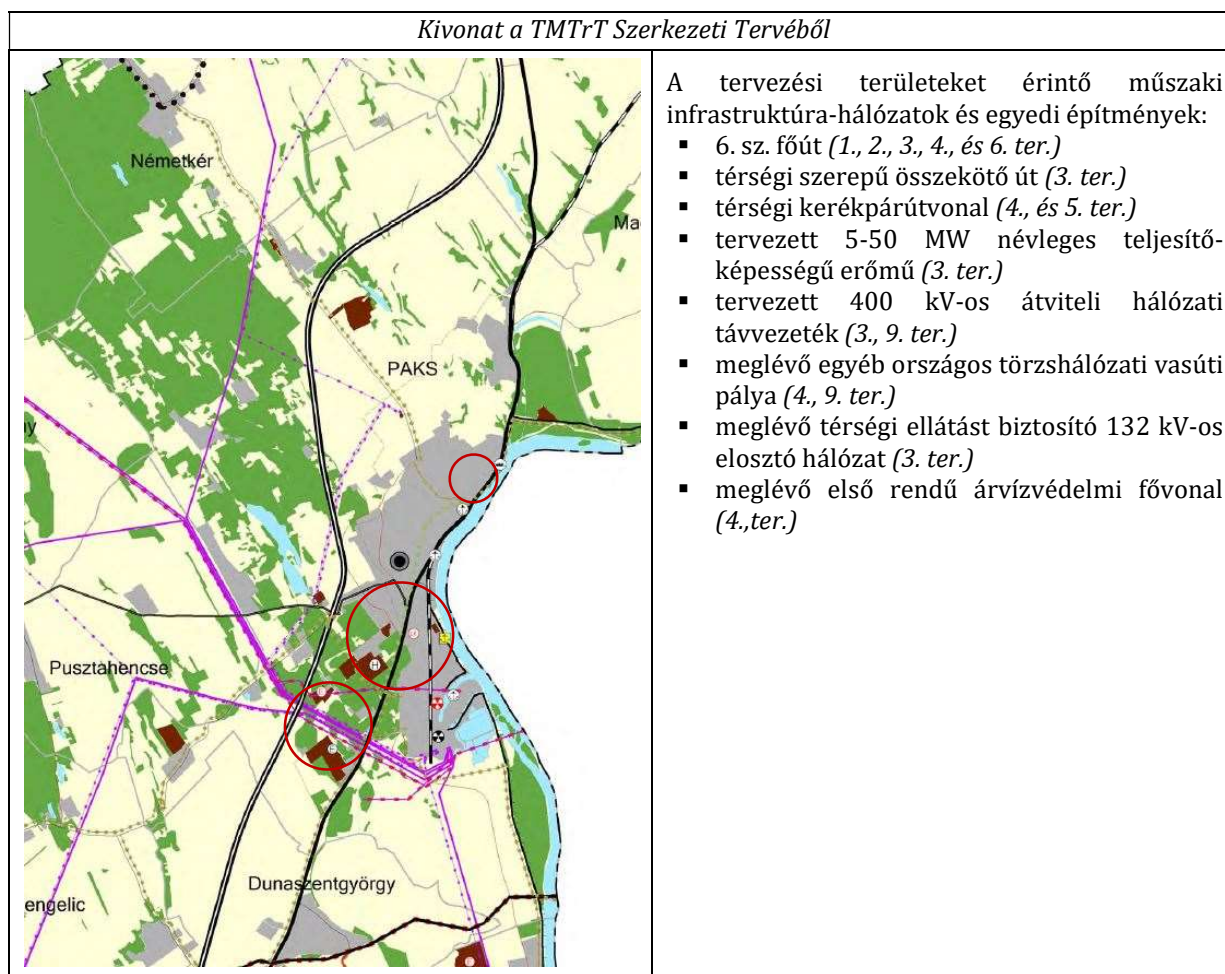 Kivonat a TMTrT Szerkezeti Tervéből
A tervezési területeket érintő műszaki
infrastruktúra-hálózatok és egyedi építmények:
▪ 6. sz. főút (1., 2., 3., 4., és 6. ter.)
▪ térségi szerepű összekötő út (3. ter.)
▪ térségi kerékpárútvonal (4., és 5. ter.)
▪ tervezett 5-50 MW névleges teljesítő-
képességű erőmű (3. ter.)
▪ tervezett 400 kV-os átviteli hálózati
távvezeték (3., 9. ter.)
▪ meglévő egyéb országos törzshálózati vasúti
pálya (4., 9. ter.)
▪ meglévő térségi ellátást biztosító 132 kV-os
elosztó hálózat (3. ter.)
▪ meglévő első rendű árvízvédelmi fővonal
(4.,ter.)
Németkér
Ma
PAKS
ny
Pusztahencse
H
Dunaszentgyörgy
engelic